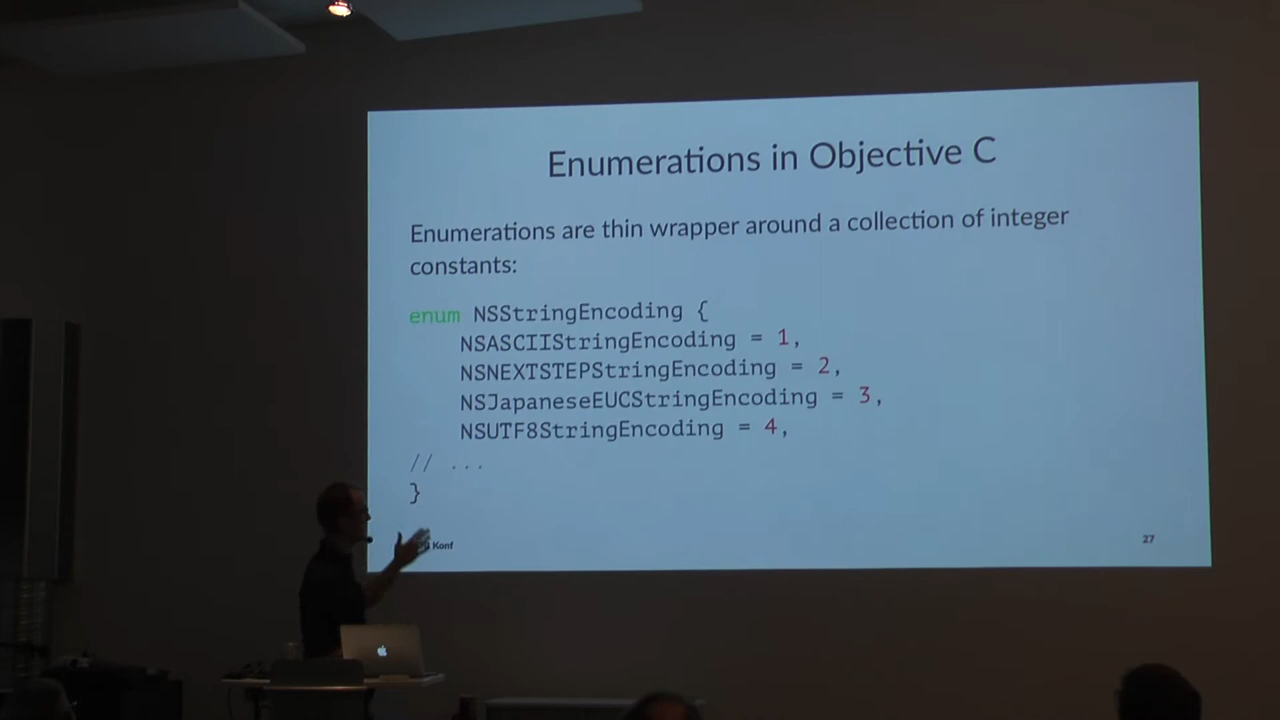 Enumerations in Objective C
Enumerations are thin wrapper around a collection of integer
constants:
enum NSStringEncoding {
NSASCIIStringEncoding = 1,
NSNEXTSTEPStringEncoding = 2,
NSJapaneseEUCStringEncoding = 3,
NSUTF8StringEncoding = 4,
// ...
}
Konf
27